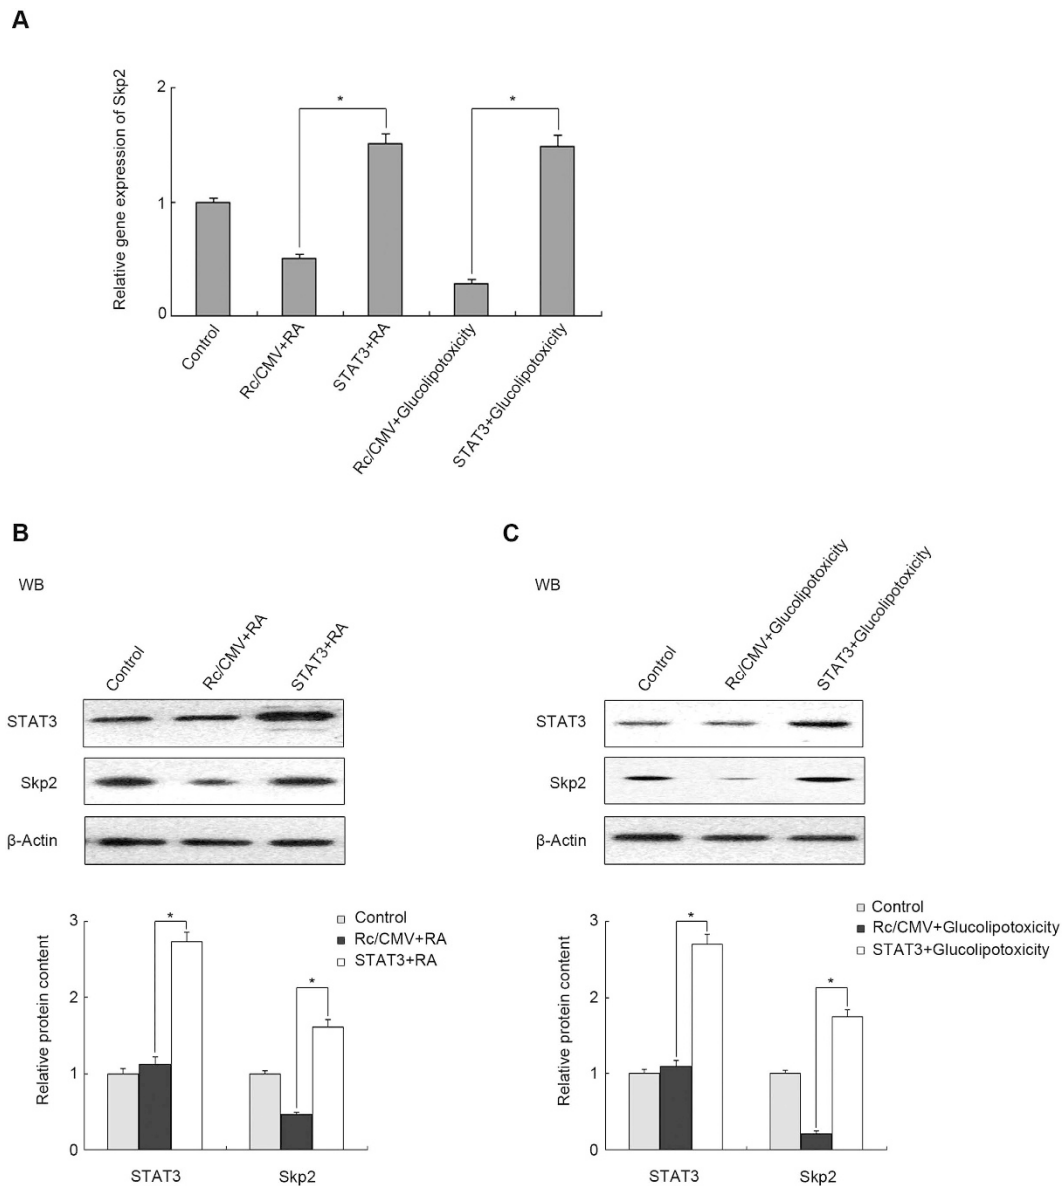 A
Relative gene expression of Skp2
2
1
0
*
*
Control
Rc/CMV+RA
STAT3+RA
Rc/CMV+Glucolipotoxicity
STAT3+Glucolipotoxicity
B
WB
Control
Rc/CMV+RA
STAT3+RA
STAT3
Skp2
β-Actin
Relative protein content
3
2
1
0
*
*
Control
Rc/CMV+RA
STAT3+RA
STAT3
Skp2
C
WB
Control
Rc/CMV+Glucolipotoxicity
STAT3+Glucolipotoxicity
STAT3
Skp2
β-Actin
Relative protein content
3
2
1
0
*
*
Control
Rc/CMV+Glucolipotoxicity
STAT3+Glucolipotoxicity
STAT3
Skp2